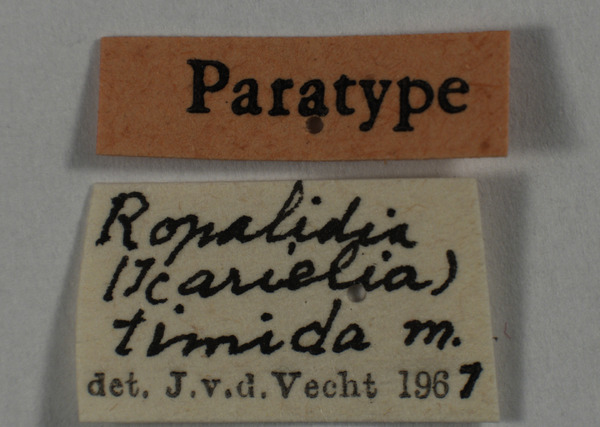 Paratype
Ropalidia
(Icarielia)
timida m.
det. J.v.d.Vecht 1967